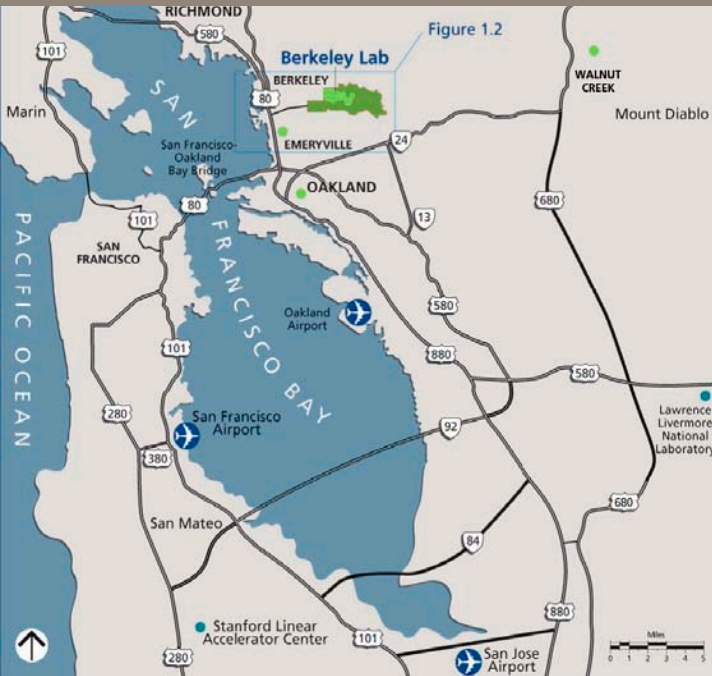 RICHMOND
580
101
Figure 1.2
Berkeley Lab
BERKELEY
WALNUT
CREEK
80
Marin
SAN
Mount Diablo
EMERYVILLE
24
San Francisco-
Oakland
Bay Bridge
OAKLAND
80
680
101
13
SAN
FRANCISCO
FRANCISCO BAY
PACIFIC OCEAN
Oakland
Airport
580
101
880
580
280
San Francisco
Airport
92
Lawrence
Livermore
National
Laboratory
380
680
San Mateo
84
880
Stanford Linear
Accelerator Center
101
Miles
0 1 2 3 4 5
280
San Jose
Airport